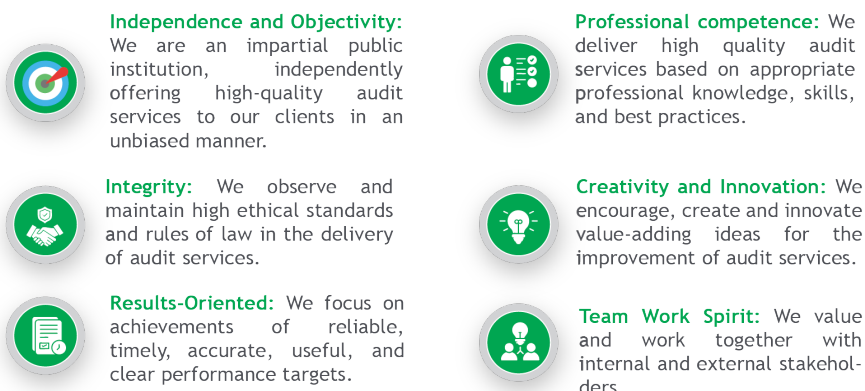 Independence and Objectivity:
We are an impartial public
institution, independently
offering high-quality audit
services to our clients in an
unbiased manner.
Integrity: We observe and
maintain high ethical standards
and rules of law in the delivery
of audit services.
Results-Oriented: We focus on
achievements of reliable,
timely, accurate, useful, and
clear performance targets.
Professional competence: We
deliver high quality audit
services based on appropriate
professional knowledge, skills,
and best practices.
Creativity and Innovation: We
encourage, create and innovate
value-adding ideas for the
improvement of audit services.
Team Work Spirit: We value
and work together with
internal and external stakehol-
ders